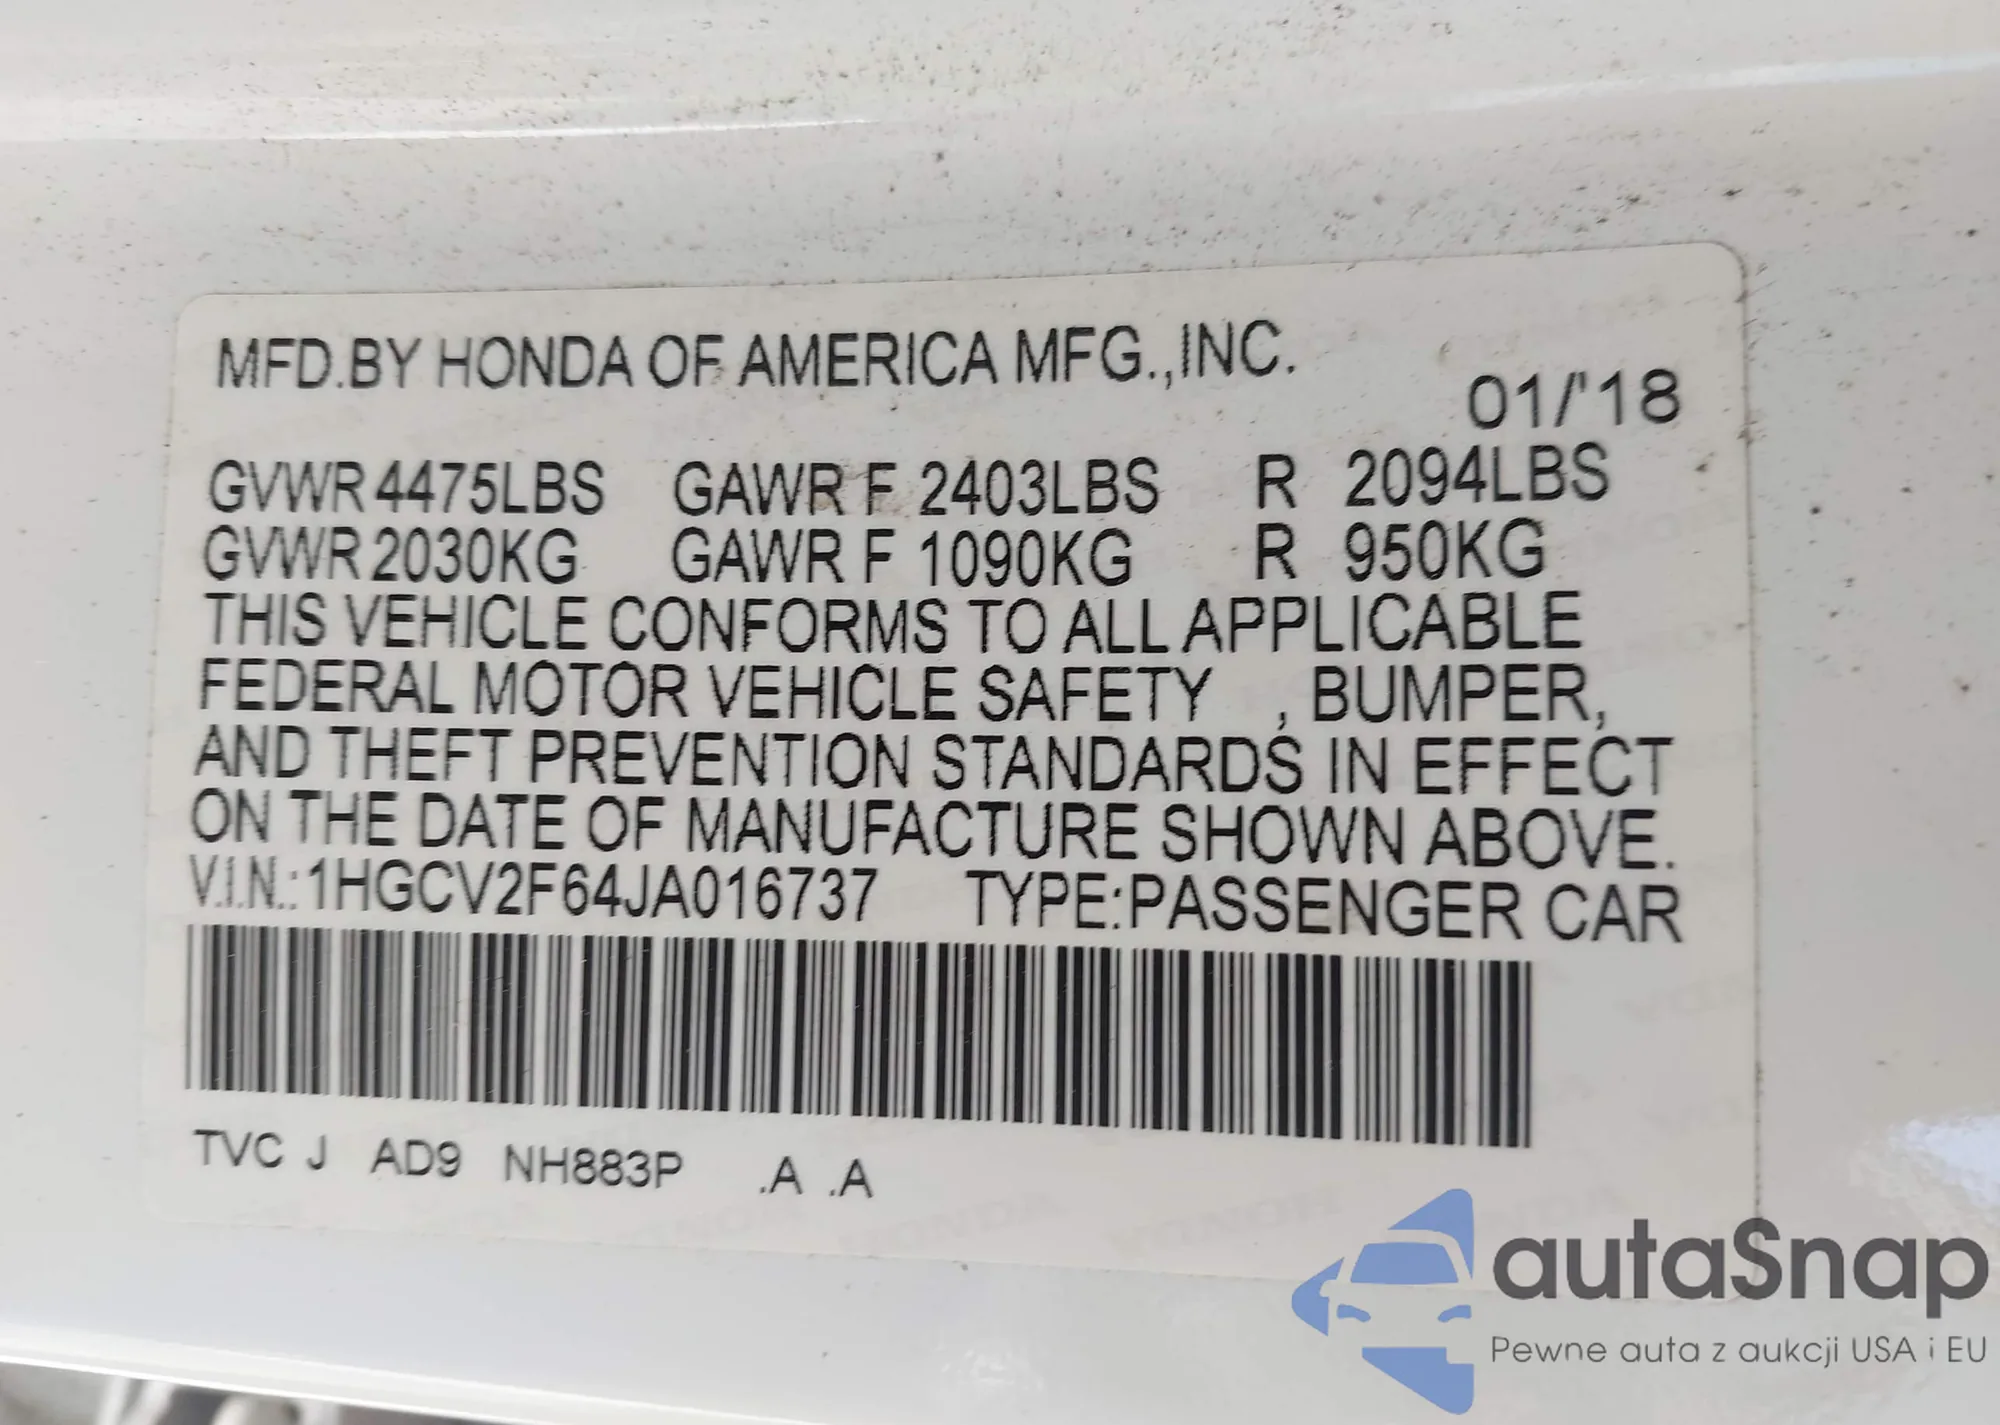 MFD.BY HONDA OF AMERICA MFG.,INC.
01/'18
GVWR 4475LBS GAWR F 2403LBS R 2094LBS
GVWR 2030KG GAWR F 1090KG R 950KG
THIS VEHICLE CONFORMS TO ALL APPLICABLE
FEDERAL MOTOR VEHICLE SAFETY , BUMPER,
AND THEFT PREVENTION STANDARDS IN EFFECT
ON THE DATE OF MANUFACTURE SHOWN ABOVE.
V.I.N.:1HGCV2F64JA016737 TYPE:PASSENGER CAR
TVC J AD9 NH883P .A .A
autaSnap
Pewne auta z aukcji USA i EU